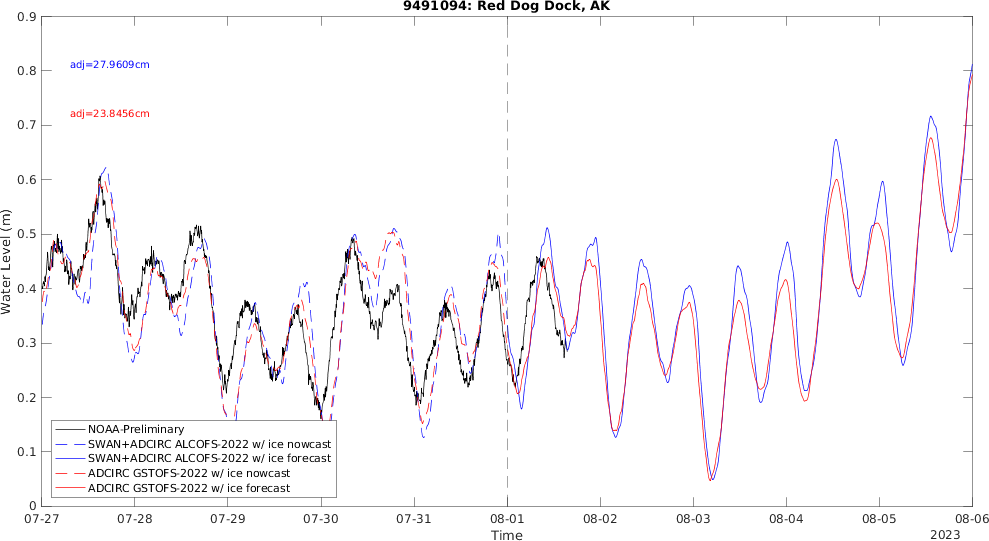 9491094: Red Dog Dock, AK
adj=27.9609cm
adj=23.8456cm
Water Level (m)
0.9
0.8
0.7
0.6
0.5
0.4
0.3
0.2
0.1
0
NOAA-Preliminary
SWAN+ADCIRC ALCOFS-2022 w/ ice nowcast
SWAN+ADCIRC ALCOFS-2022 w/ ice forecast
ADCIRC GSTOFS-2022 w/ ice nowcast
ADCIRC GSTOFS-2022 w/ ice forecast
07-27 07-28 07-29 07-30 07-31 08-01 08-02 08-03 08-04 08-05 08-06
Time
2023